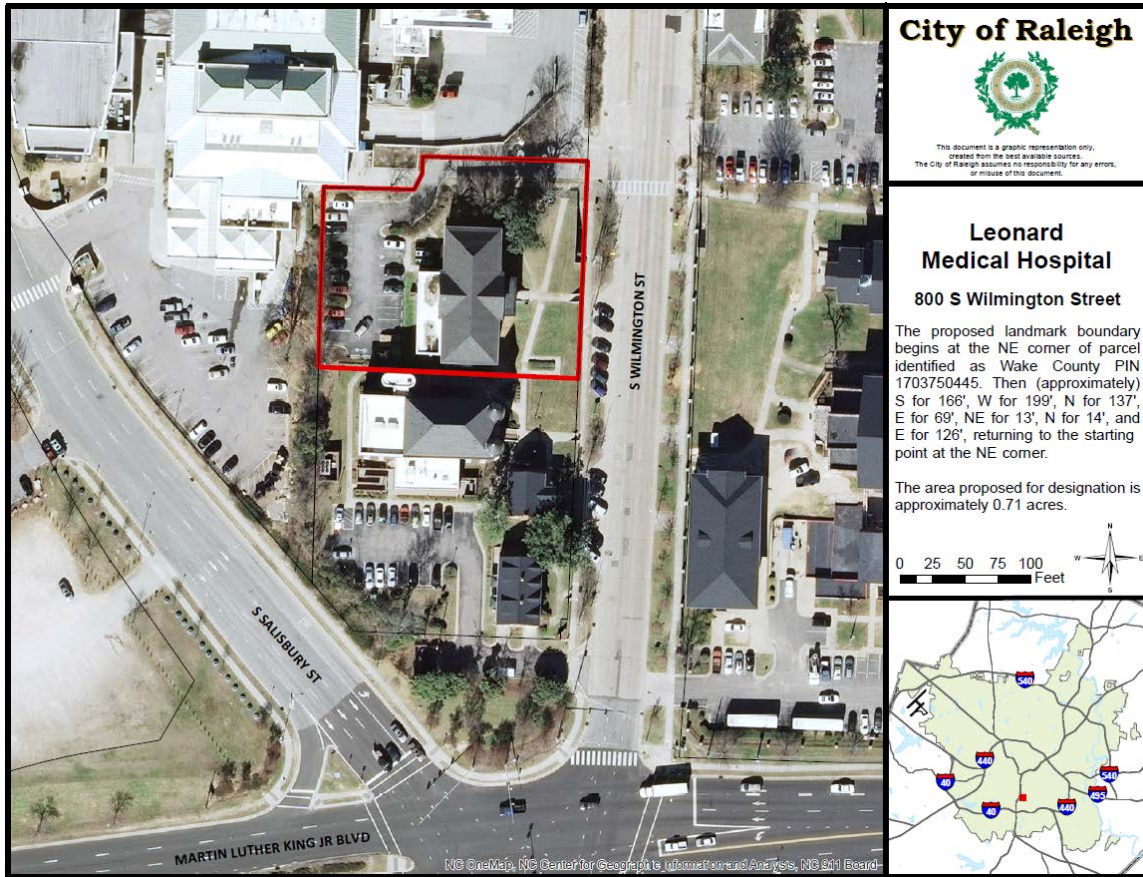 City of Raleigh
This document is a graphic representation only,
created from the best available sources.
The City of Raleigh assumes no responsibility for any errors,
or misuse of this document.
Leonard
Medical Hospital
800 S Wilmington Street
The proposed landmark boundary
begins at the NE corner of parcel
identified as Wake County PIN
1703750445. Then (approximately)
S for 166', W for 199', N for 137',
E for 69', NE for 13', N for 14', and
E for 126', returning to the starting
point at the NE corner.
The area proposed for designation is
approximately 0.71 acres.
N
W E
S
0 25 50 75 100
Feet
S WILMINGTON ST
S SALISBURY ST
MARTIN LUTHER KING JR BLVD
NC OneMap, NC Center for Geographic Information and Analysis, NC 911 Board
540
440
540
40
495
440
40